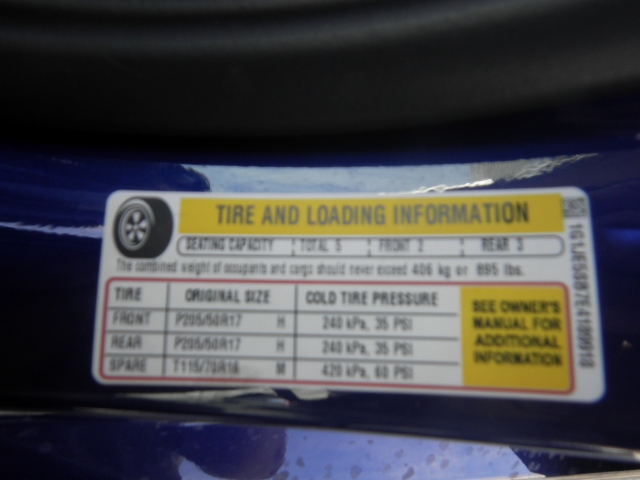 TIRE AND LOADING INFORMATION
SEATING CAPACITY TOTAL 5 FRONT 2 REAR 3
The combined weight of occupants and cargo should never exceed 406 kg or 895 lbs.
TIRE ORIGINAL SIZE COLD TIRE PRESSURE
FRONT P205/50R17 H 240 kPa, 35 PSI
REAR P205/50R17 H 240 kPa, 35 PSI
SPARE T115/70R16 M 420 kPa, 60 PSI
SEE OWNER'S
MANUAL FOR
ADDITIONAL
INFORMATION